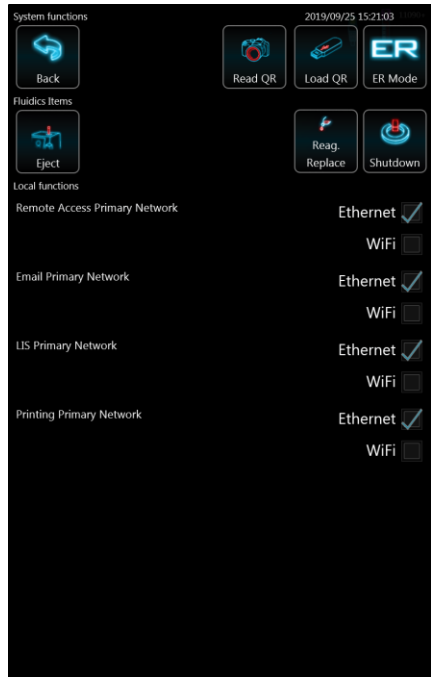 System functions
2019/09/25 15:21:03
ER
Back
Read QR
Load QR
ER Mode
Fluidics Items
Eject
Reag.
Replace
Shutdown
Local functions
Remote Access Primary Network
Ethernet
WiFi
Email Primary Network
Ethernet
WiFi
LIS Primary Network
Ethernet
WiFi
Printing Primary Network
Ethernet
WiFi